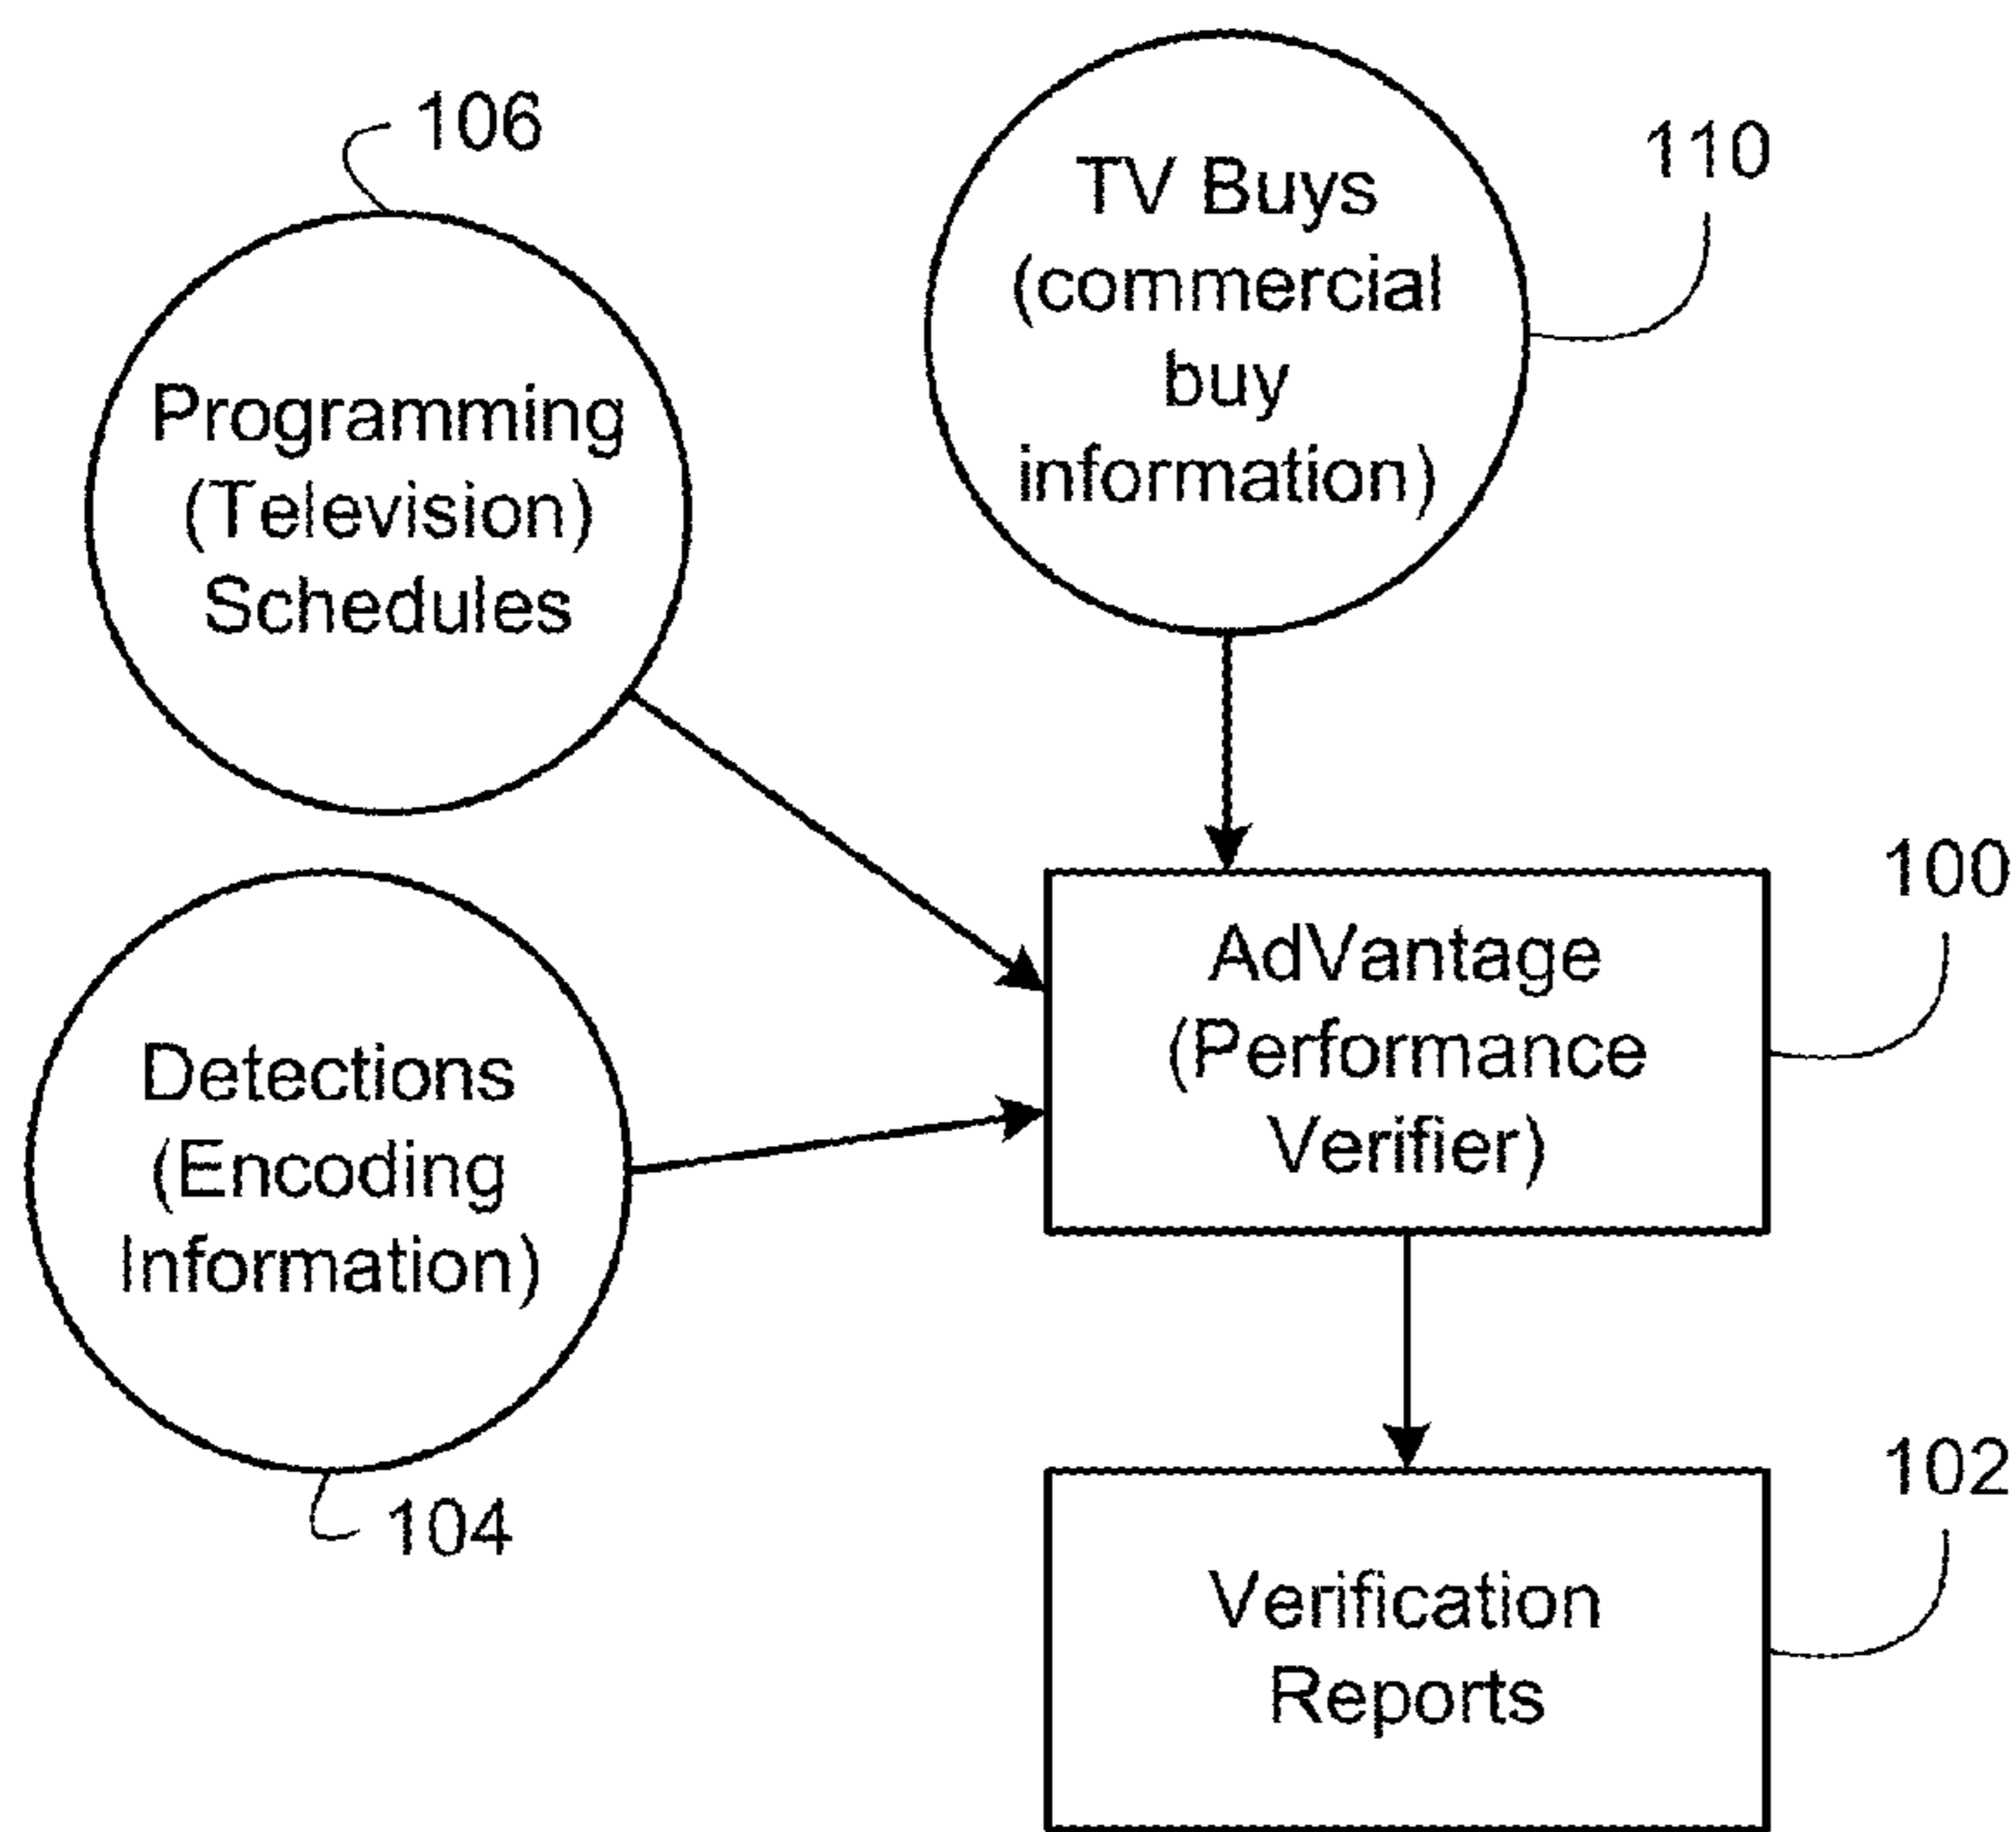 106
Programming
(Television)
Schedules
TV Buys
(commercial
buy
information)
110
Detections
(Encoding
Information)
104
AdVantage
(Performance
Verifier)
100
Verification
Reports
102